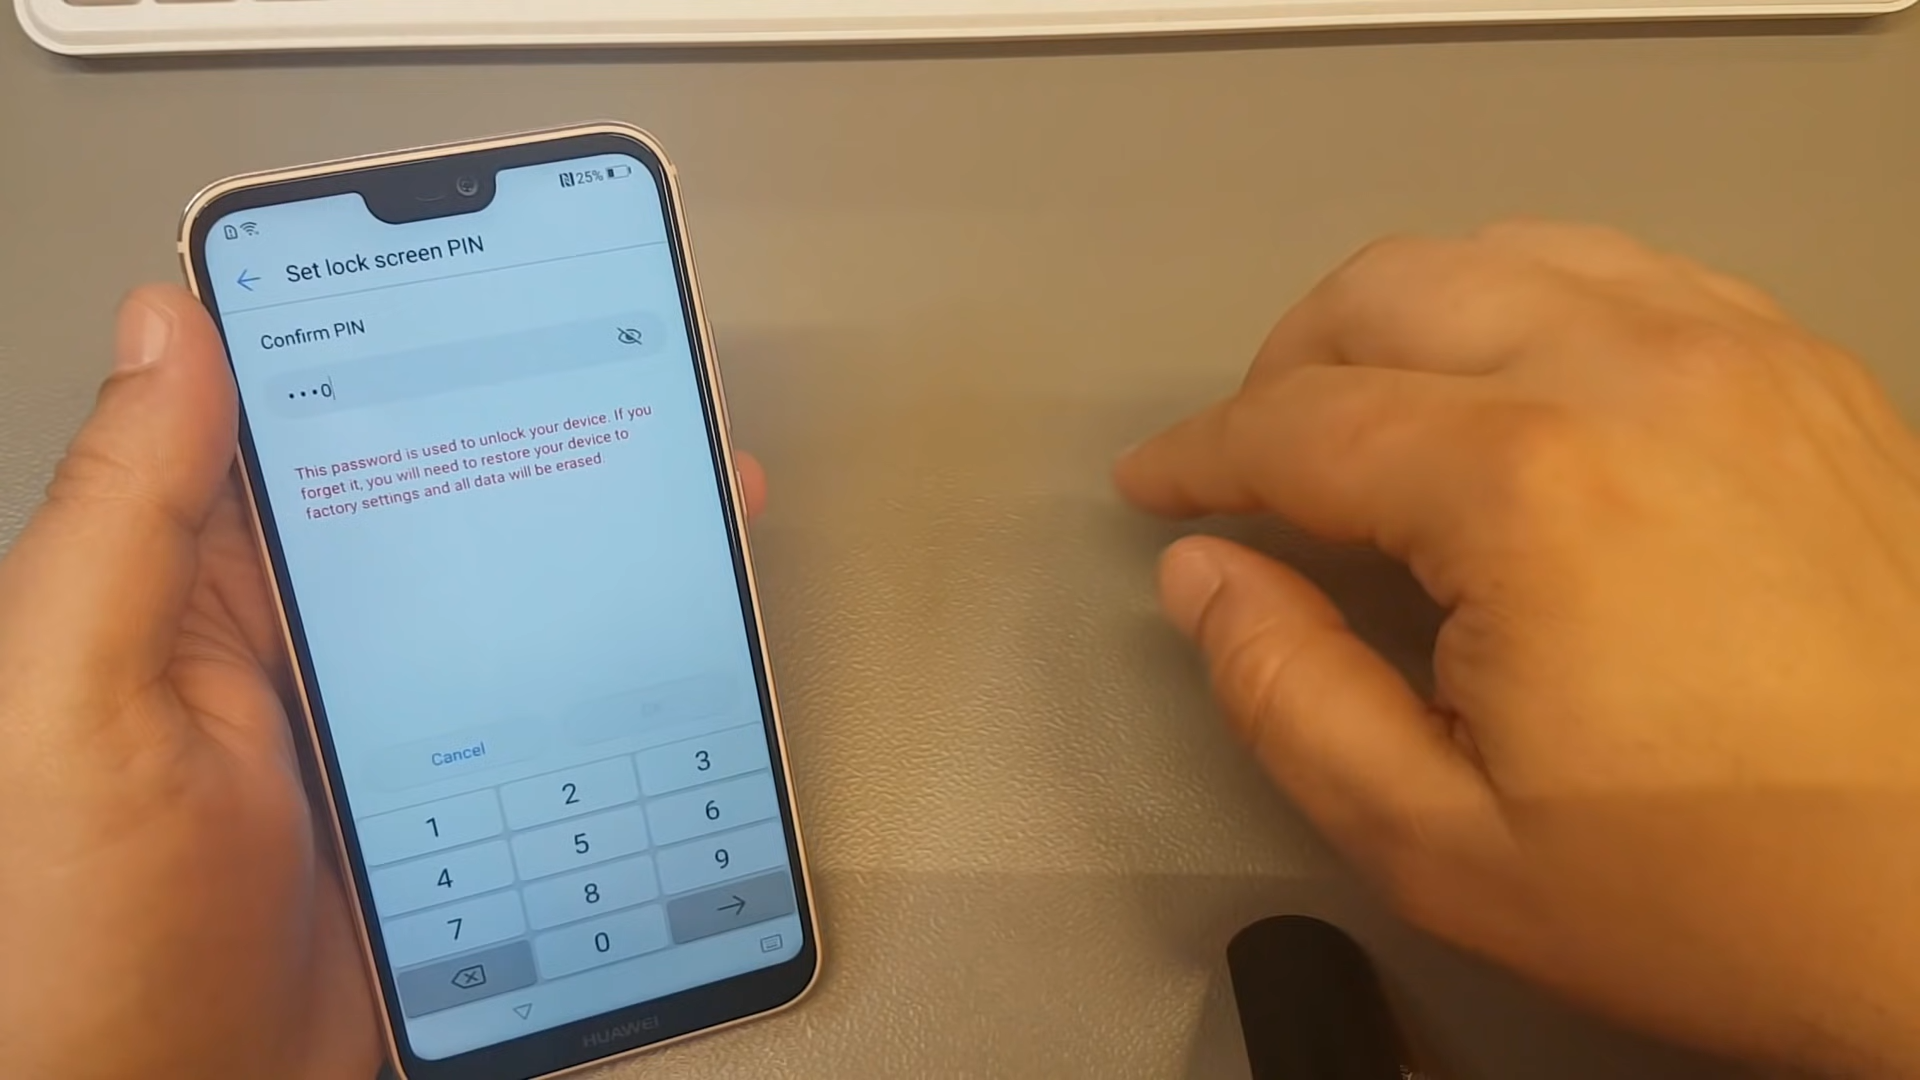 25%
Set lock screen PIN
Confirm PIN
•••0
This password is used to unlock your device. If you
forget it, you will need to restore your device to
factory settings and all data will be erased.
Cancel
1 2 3
4 5 6
7 8 9
0
HUAWEI